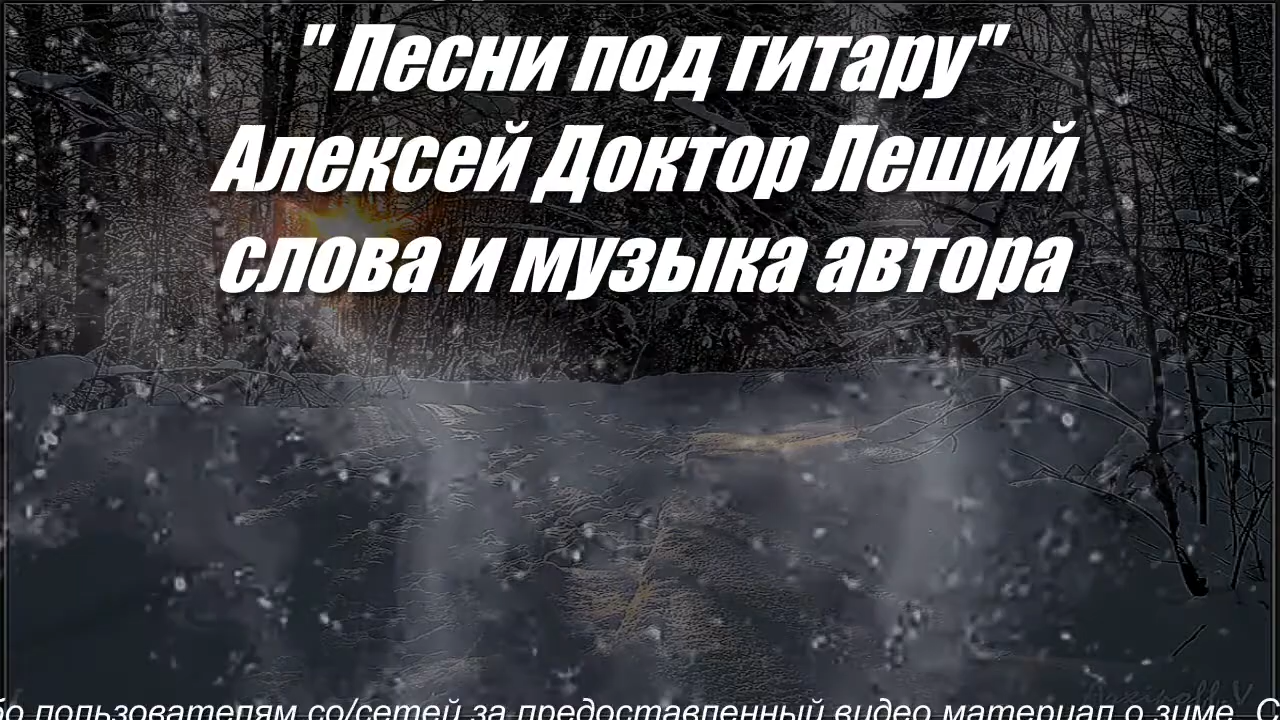 " Песни под гитару"
Алексей Доктор Леший
слова и музыка автора
пользователям со/сетей за предоставленный видео материал о зиме.